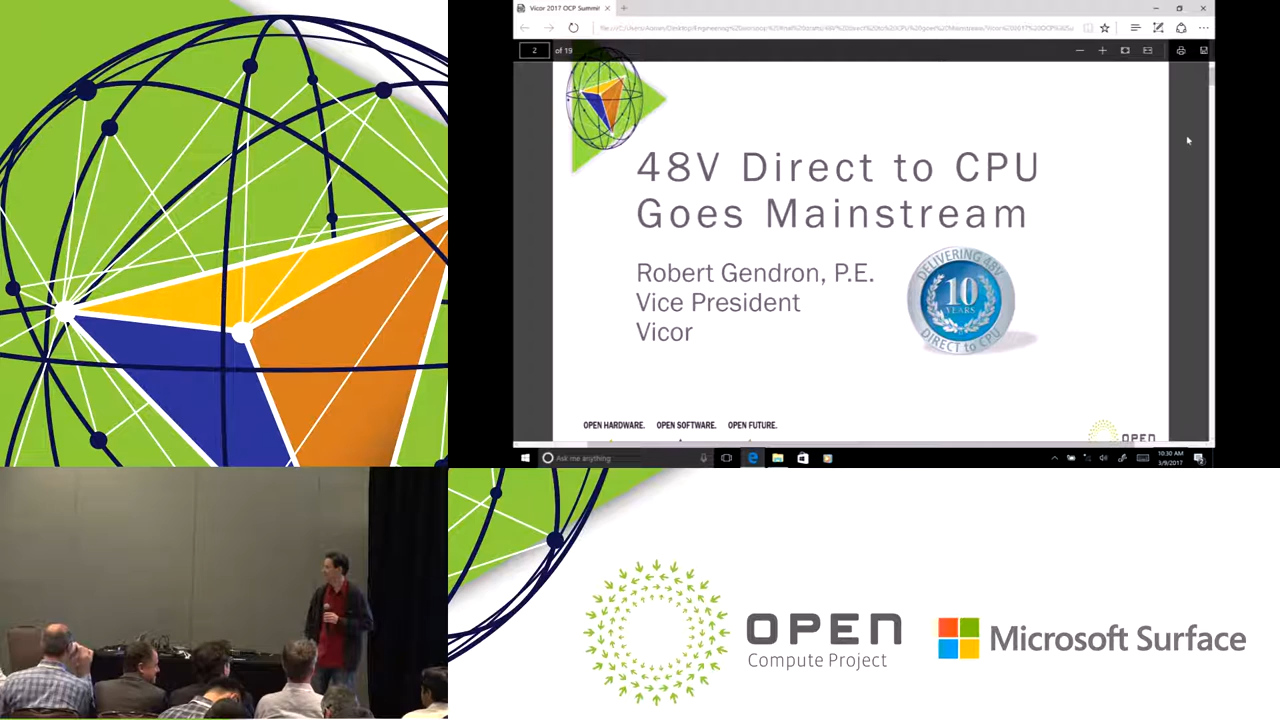 Vicor 2017 OCP Summit
2 of 19
48V Direct to CPU
Goes Mainstream
Robert Gendron, P.E.
Vice President
Vicor
DELIVERING 48V
10
YEARS
DIRECT to CPU
OPEN HARDWARE. OPEN SOFTWARE. OPEN FUTURE.
OPEN
Ask me anything
10:30 AM
3/9/2017
OPEN
Compute Project
Microsoft Surface